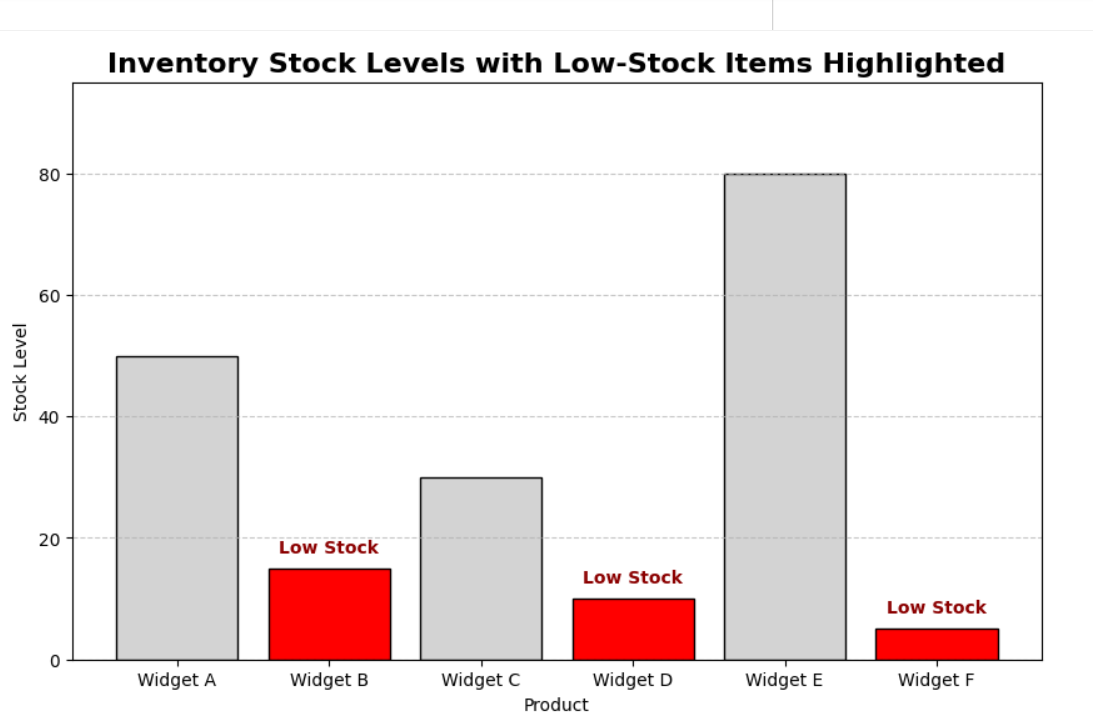 Inventory Stock Levels with Low-Stock Items Highlighted
80
60
40
20
0
Stock Level
Low Stock
Low Stock
Low Stock
Widget A
Widget B
Widget C
Widget D
Widget E
Widget F
Product